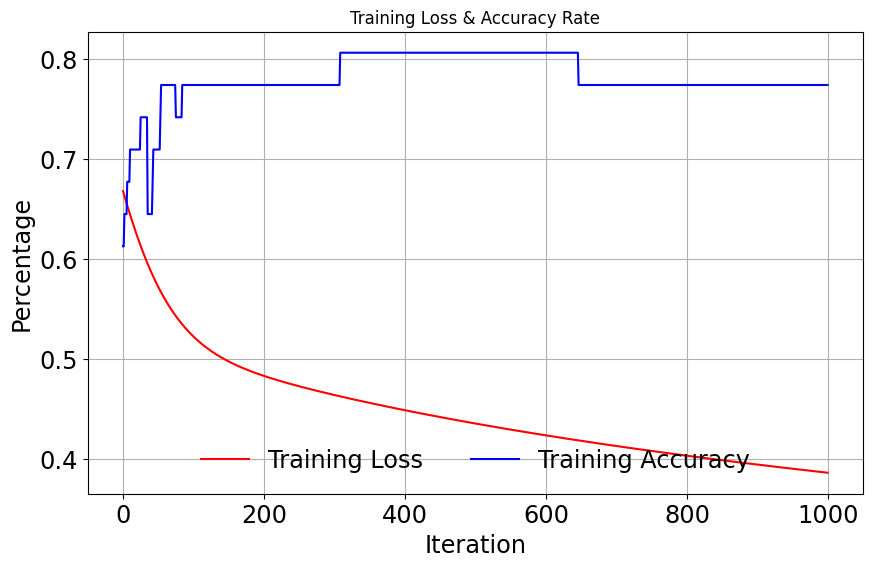 Training Loss & Accuracy Rate
0.8
0.7
0.6
0.5
0.4
Percentage
Training Loss
Training Accuracy
0
200
400
600
800
1000
Iteration